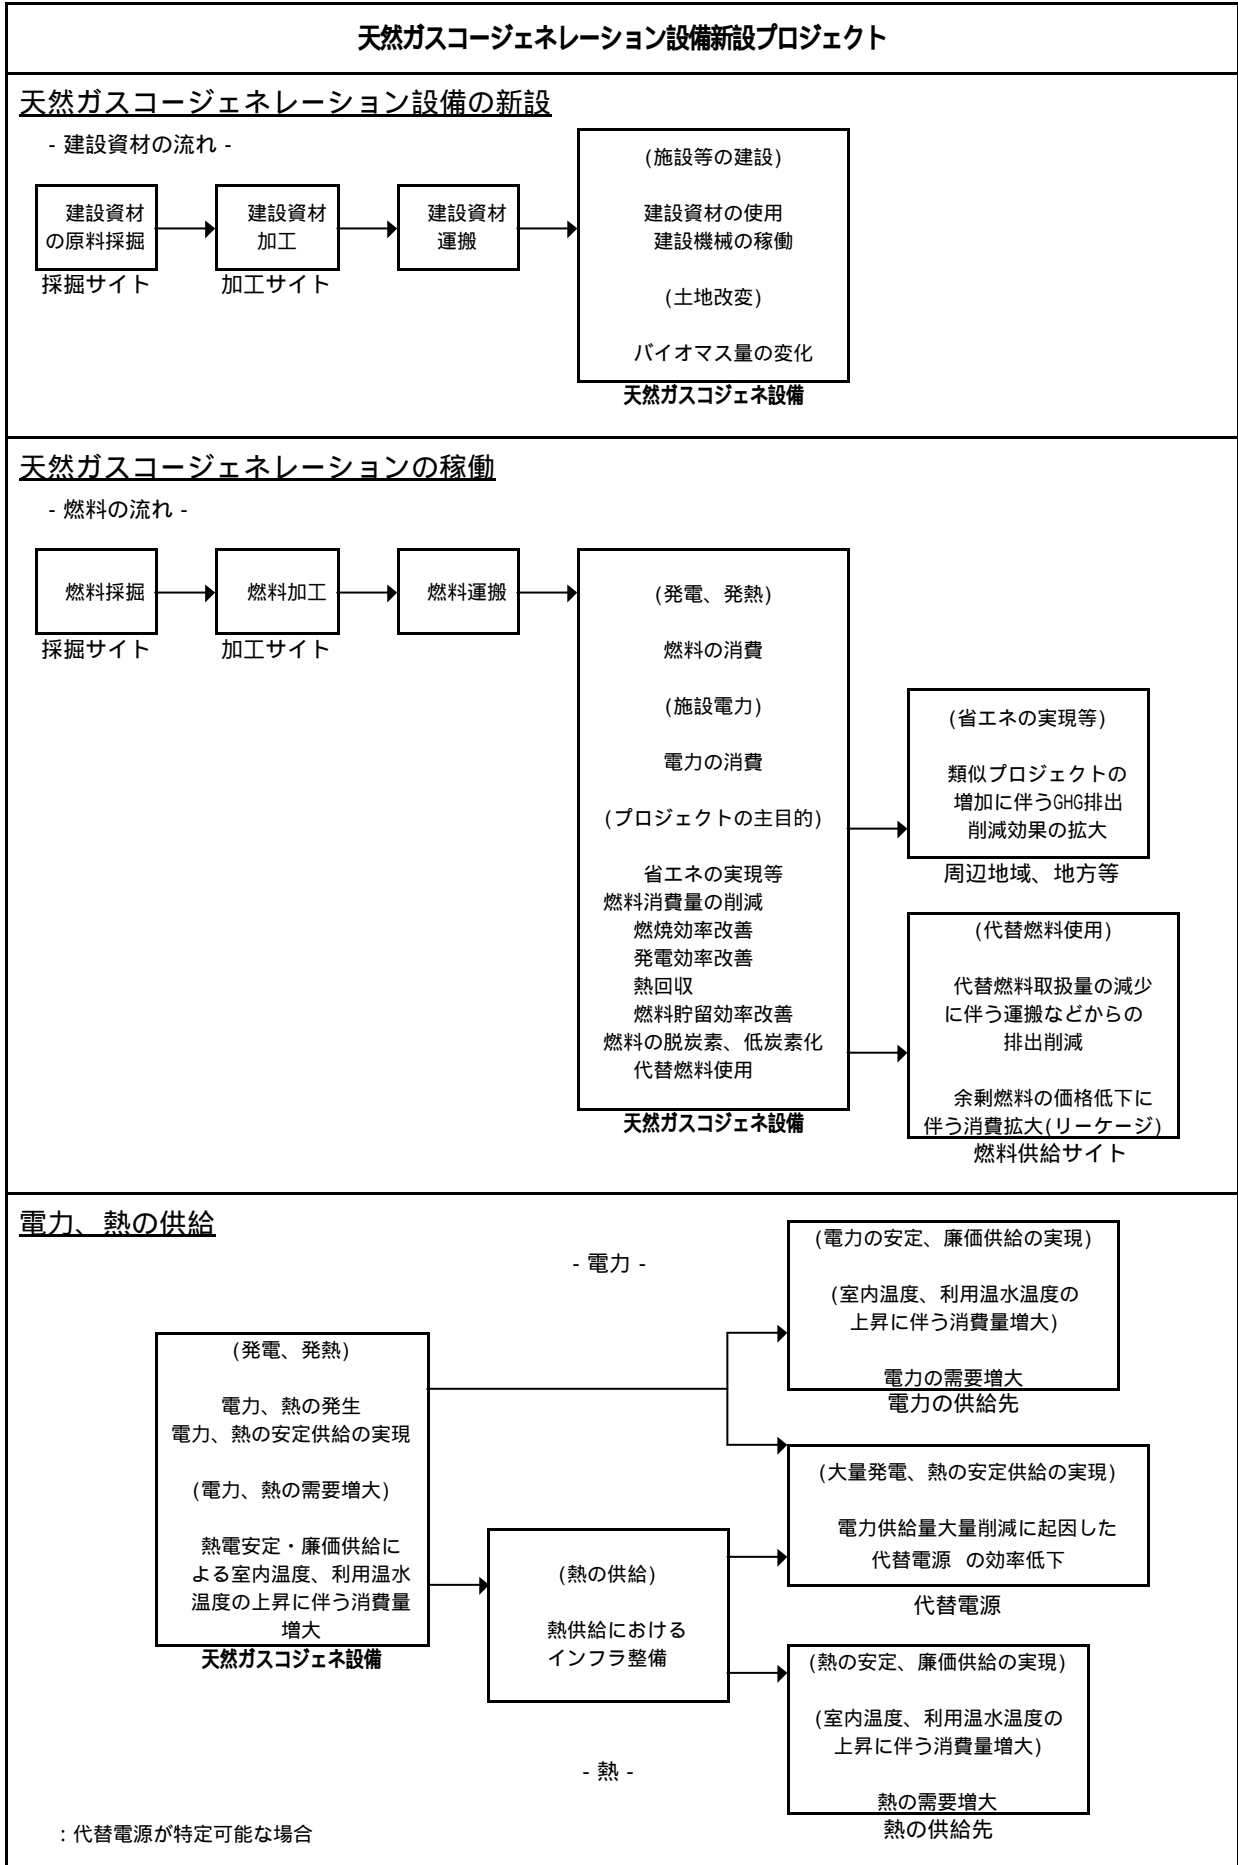 天然ガスコージェネレーション設備新設プロジェクト
天然ガスコージェネレーション設備の新設
- 建設資材の流れ -
建設資材
の原料採掘
採掘サイト
建設資材
加工
加工サイト
建設資材
運搬
(施設等の建設)
建設資材の使用
建設機械の稼働
(土地改変)
バイオマス量の変化
天然ガスコジェネ設備
天然ガスコージェネレーションの稼働
- 燃料の流れ -
燃料採掘
採掘サイト
燃料加工
加工サイト
燃料運搬
(発電、発熱)
燃料の消費
(施設電力)
電力の消費
(プロジェクトの主目的)
省エネの実現等
燃料消費量の削減
燃焼効率改善
発電効率改善
熱回収
燃料貯留効率改善
燃料の脱炭素、低炭素化
代替燃料使用
天然ガスコジェネ設備
(省エネの実現等)
類似プロジェクトの
増加に伴うGHG排出
削減効果の拡大
周辺地域、地方等
(代替燃料使用)
代替燃料取扱量の減少
に伴う運搬などからの
排出削減
余剰燃料の価格低下に
伴う消費拡大(リーケージ)
燃料供給サイト
電力、熱の供給
- 電力 -
(発電、発熱)
電力、熱の発生
電力、熱の安定供給の実現
(電力、熱の需要増大)
熱電安定・廉価供給に
よる室内温度、利用温水
温度の上昇に伴う消費量
増大
天然ガスコジェネ設備
(熱の供給)
熱供給における
インフラ整備
(電力の安定、廉価供給の実現)
(室内温度、利用温水温度の
上昇に伴う消費量増大)
電力の需要増大
電力の供給先
(大量発電、熱の安定供給の実現)
電力供給量大量削減に起因した
代替電源 の効率低下
代替電源
(熱の安定、廉価供給の実現)
(室内温度、利用温水温度の
上昇に伴う消費量増大)
熱の需要増大
熱の供給先
- 熱 -
:代替電源が特定可能な場合